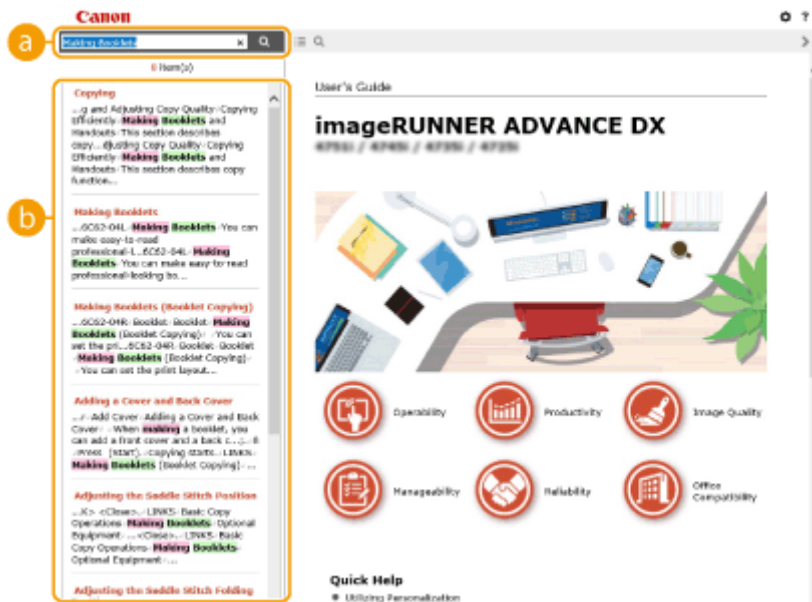 Canon
?
a
Making Booklets
×
8 Item(s)
b
Copying
...g and Adjusting Copy Quality Copying
Efficiently Making Booklets and
Handouts This section describes
copy... djusting Copy Quality Copying
Efficiently Making Booklets and
Handouts This section describes copy
function...
Making Booklets
...6C62-04L Making Booklets You can
make easy-to-read
professional-l...6C62-04L Making
Booklets You can make easy to read
professional-looking bo...
Making Booklets (Booklet Copying)
...6C62-04R Booklet Booklet Making
Booklets (Booklet Copying) You can
set the pri...6C62-04R Booklet Booklet
Making Booklets (Booklet Copying)
You can set the print layout...
Adding a Cover and Back Cover
Add Cover Adding a Cover and Back
Cover When making a booklet, you
can add a front cover and a back c...
Press (Start). Copying starts. LINKS
Making Booklets (Booklet Copying) ...
Adjusting the Saddle Stitch Position
...K> <Close>. LINKS Basic Copy
Operations Making Booklets Optional
Equipment ... <Close>. LINKS Basic
Copy Operations Making Booklets
Optional Equipment ...
Adjusting the Saddle Stitch Folding
User's Guide
imageRUNNER ADVANCE DX
4751i / 4745i / 4735i / 4725i
Operability
Productivity
Image Quality
Manageability
Reliability
Office
Compatibility
Quick Help
Utilizing Personalization